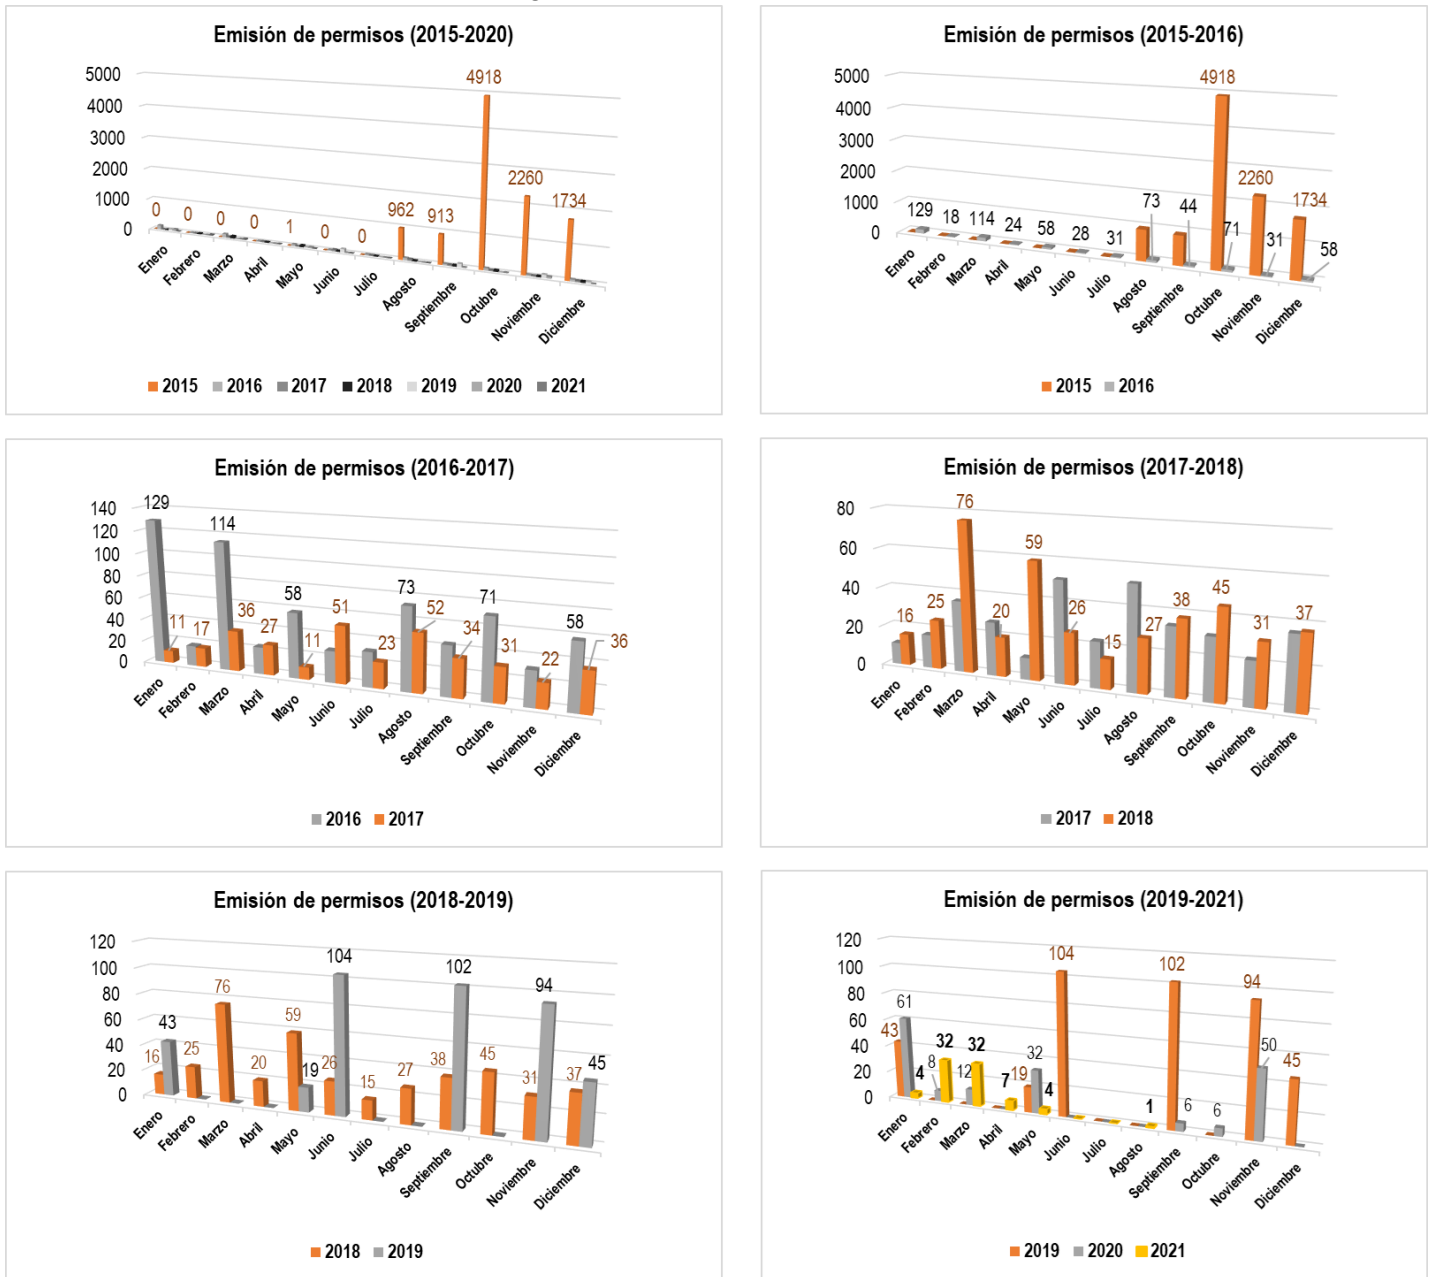 Emisión de permisos (2015-2020)
5000
4000
3000
2000
1000
0
0 0 0 0 1 0 0 962 913 4918 2260 1734
Enero Febrero Marzo Abril Mayo Junio Julio Agosto Septiembre Octubre Noviembre Diciembre
2015 2016 2017 2018 2019 2020 2021
Emisión de permisos (2015-2016)
5000
4000
3000
2000
1000
0
129 18 114 24 58 28 31 73 44 4918 71 2260 31 1734 58
Enero Febrero Marzo Abril Mayo Junio Julio Agosto Septiembre Octubre Noviembre Diciembre
2015 2016
Emisión de permisos (2016-2017)
140
120
100
80
60
40
20
0
129 11 17 114 36 27 58 11 51 23 73 52 34 71 31 22 58 36
Enero Febrero Marzo Abril Mayo Junio Julio Agosto Septiembre Octubre Noviembre Diciembre
2016 2017
Emisión de permisos (2017-2018)
80
60
40
20
0
16 25 76 20 59 26 15 27 38 45 31 37
Enero Febrero Marzo Abril Mayo Junio Julio Agosto Septiembre Octubre Noviembre Diciembre
2017 2018
Emisión de permisos (2018-2019)
120
100
80
60
40
20
0
16 43 25 76 20 59 19 26 104 15 27 38 102 45 31 94 37 45
Enero Febrero Marzo Abril Mayo Junio Julio Agosto Septiembre Octubre Noviembre Diciembre
2018 2019
Emisión de permisos (2019-2021)
120
100
80
60
40
20
0
43 61 4 8 32 12 32 7 19 32 4 104 1 102 6 6 94 50 45
Enero Febrero Marzo Abril Mayo Junio Julio Agosto Septiembre Octubre Noviembre Diciembre
2019 2020 2021